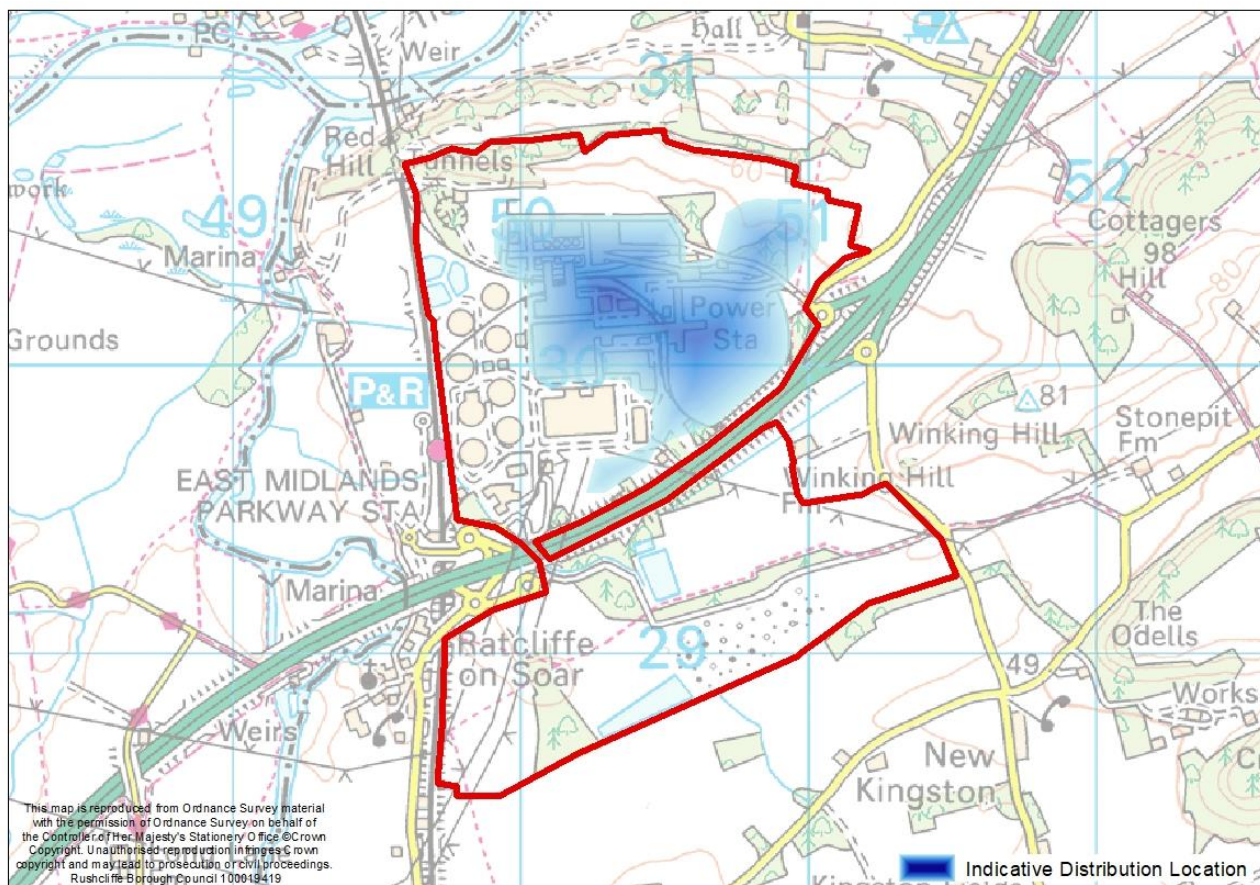 PC
Weir
Hall
31
Red
Hill
Tunnels
work
49
50
51
52
Cottagers
98
Hill
Marina
Power
Sta
Grounds
30
P&R
81
Stonepit
Fm
Winking Hill
EAST MIDLANDS
PARKWAY STA
Winking Hill
Fm
Marina
The
Odells
Ratcliffe
on Soar
29
49
Works
Weirs
New
Kingston
This map is reproduced from Ordnance Survey material
with the permission of Ordnance Survey on behalf of
the Controller of Her Majesty's Stationery Office © Crown
Copyright. Unauthorised reproduction infringes Crown
copyright and may lead to prosecution or civil proceedings.
Rushcliffe Borough Council 100019419
Indicative Distribution Location